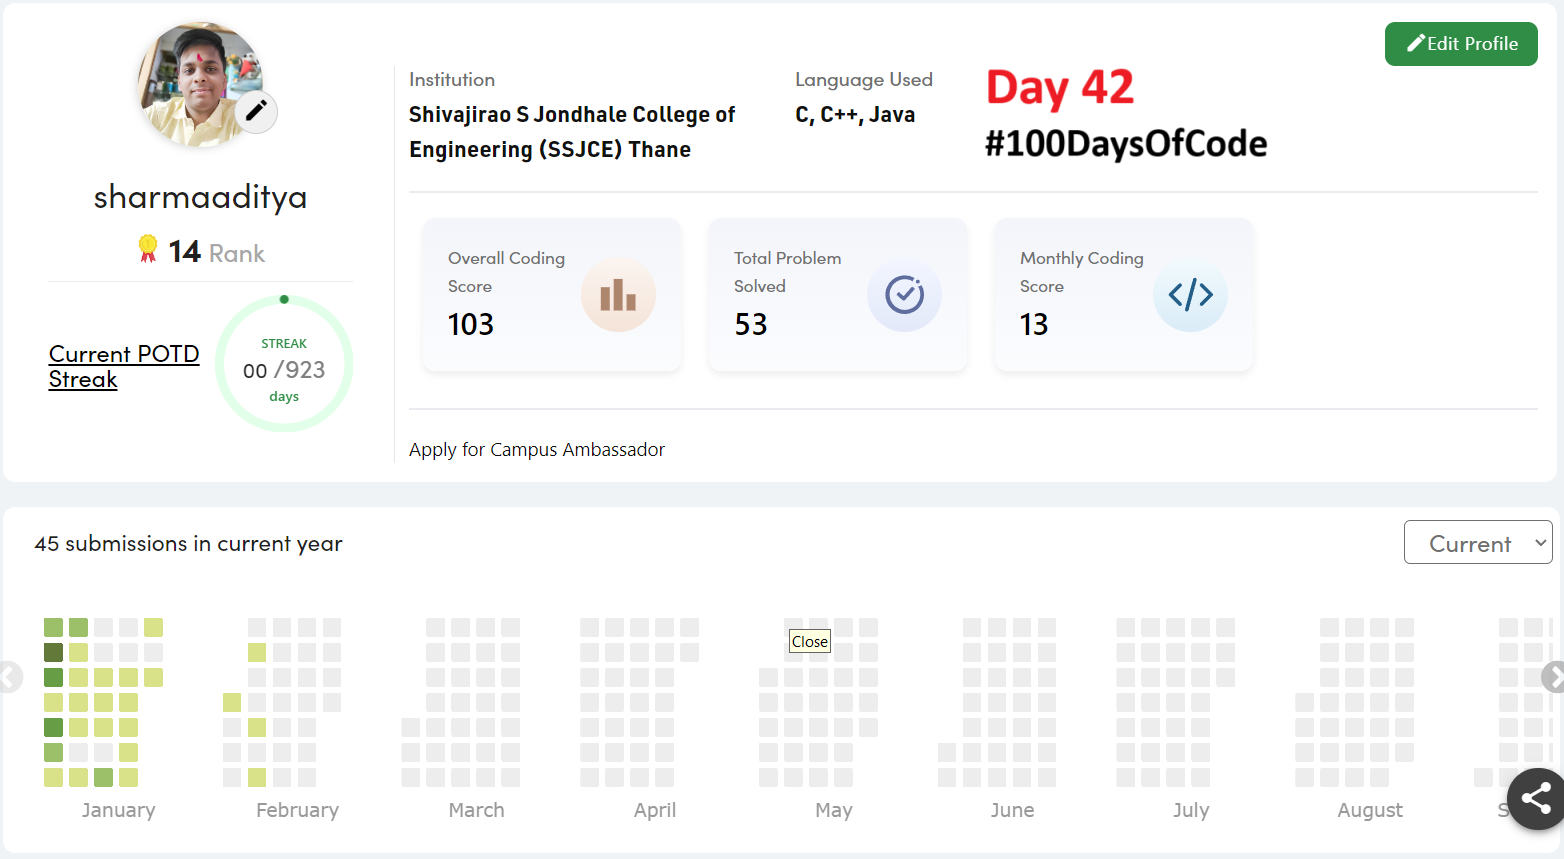 Edit Profile
Institution
Shivajirao S Jondhale College of
Engineering (SSJCE) Thane
Language Used
C, C++, Java
Day 42
#100DaysOfCode
sharmaaditya
14 Rank
Current POTD
Streak
STREAK
00 /923
days
Overall Coding
Score
103
Total Problem
Solved
53
Monthly Coding
Score
13
Apply for Campus Ambassador
45 submissions in current year
Current
Close
January
February
March
April
May
June
July
August
S